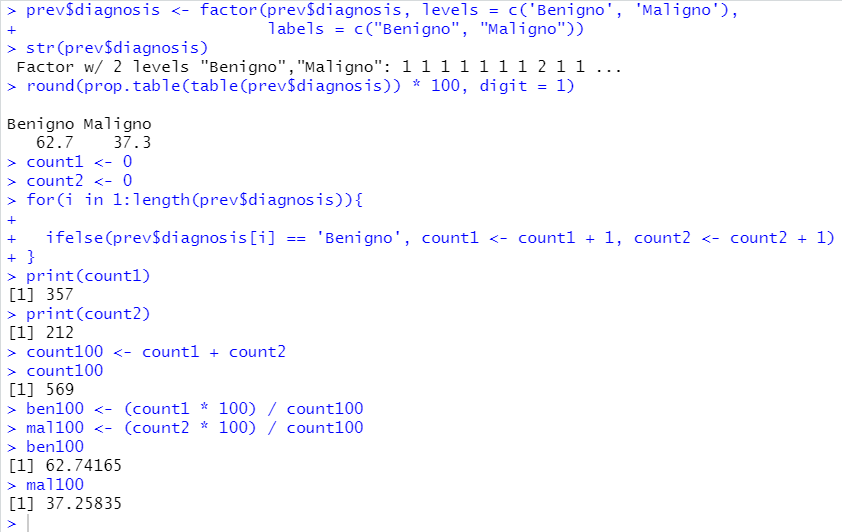 > prev$diagnosis <- factor(prev$diagnosis, levels = c('Benigno', 'Maligno'),
+                          labels = c("Benigno", "Maligno"))
> str(prev$diagnosis)
 Factor w/ 2 levels "Benigno","Maligno": 1 1 1 1 1 1 1 2 1 1 ...
> round(prop.table(table(prev$diagnosis)) * 100, digit = 1)

Benigno Maligno
   62.7    37.3
> count1 <- 0
> count2 <- 0
> for(i in 1:length(prev$diagnosis)){
+
+   ifelse(prev$diagnosis[i] == 'Benigno', count1 <- count1 + 1, count2 <- count2 + 1)
+ }
> print(count1)
[1] 357
> print(count2)
[1] 212
> count100 <- count1 + count2
> count100
[1] 569
> ben100 <- (count1 * 100) / count100
> mal100 <- (count2 * 100) / count100
> ben100
[1] 62.74165
> mal100
[1] 37.25835
>